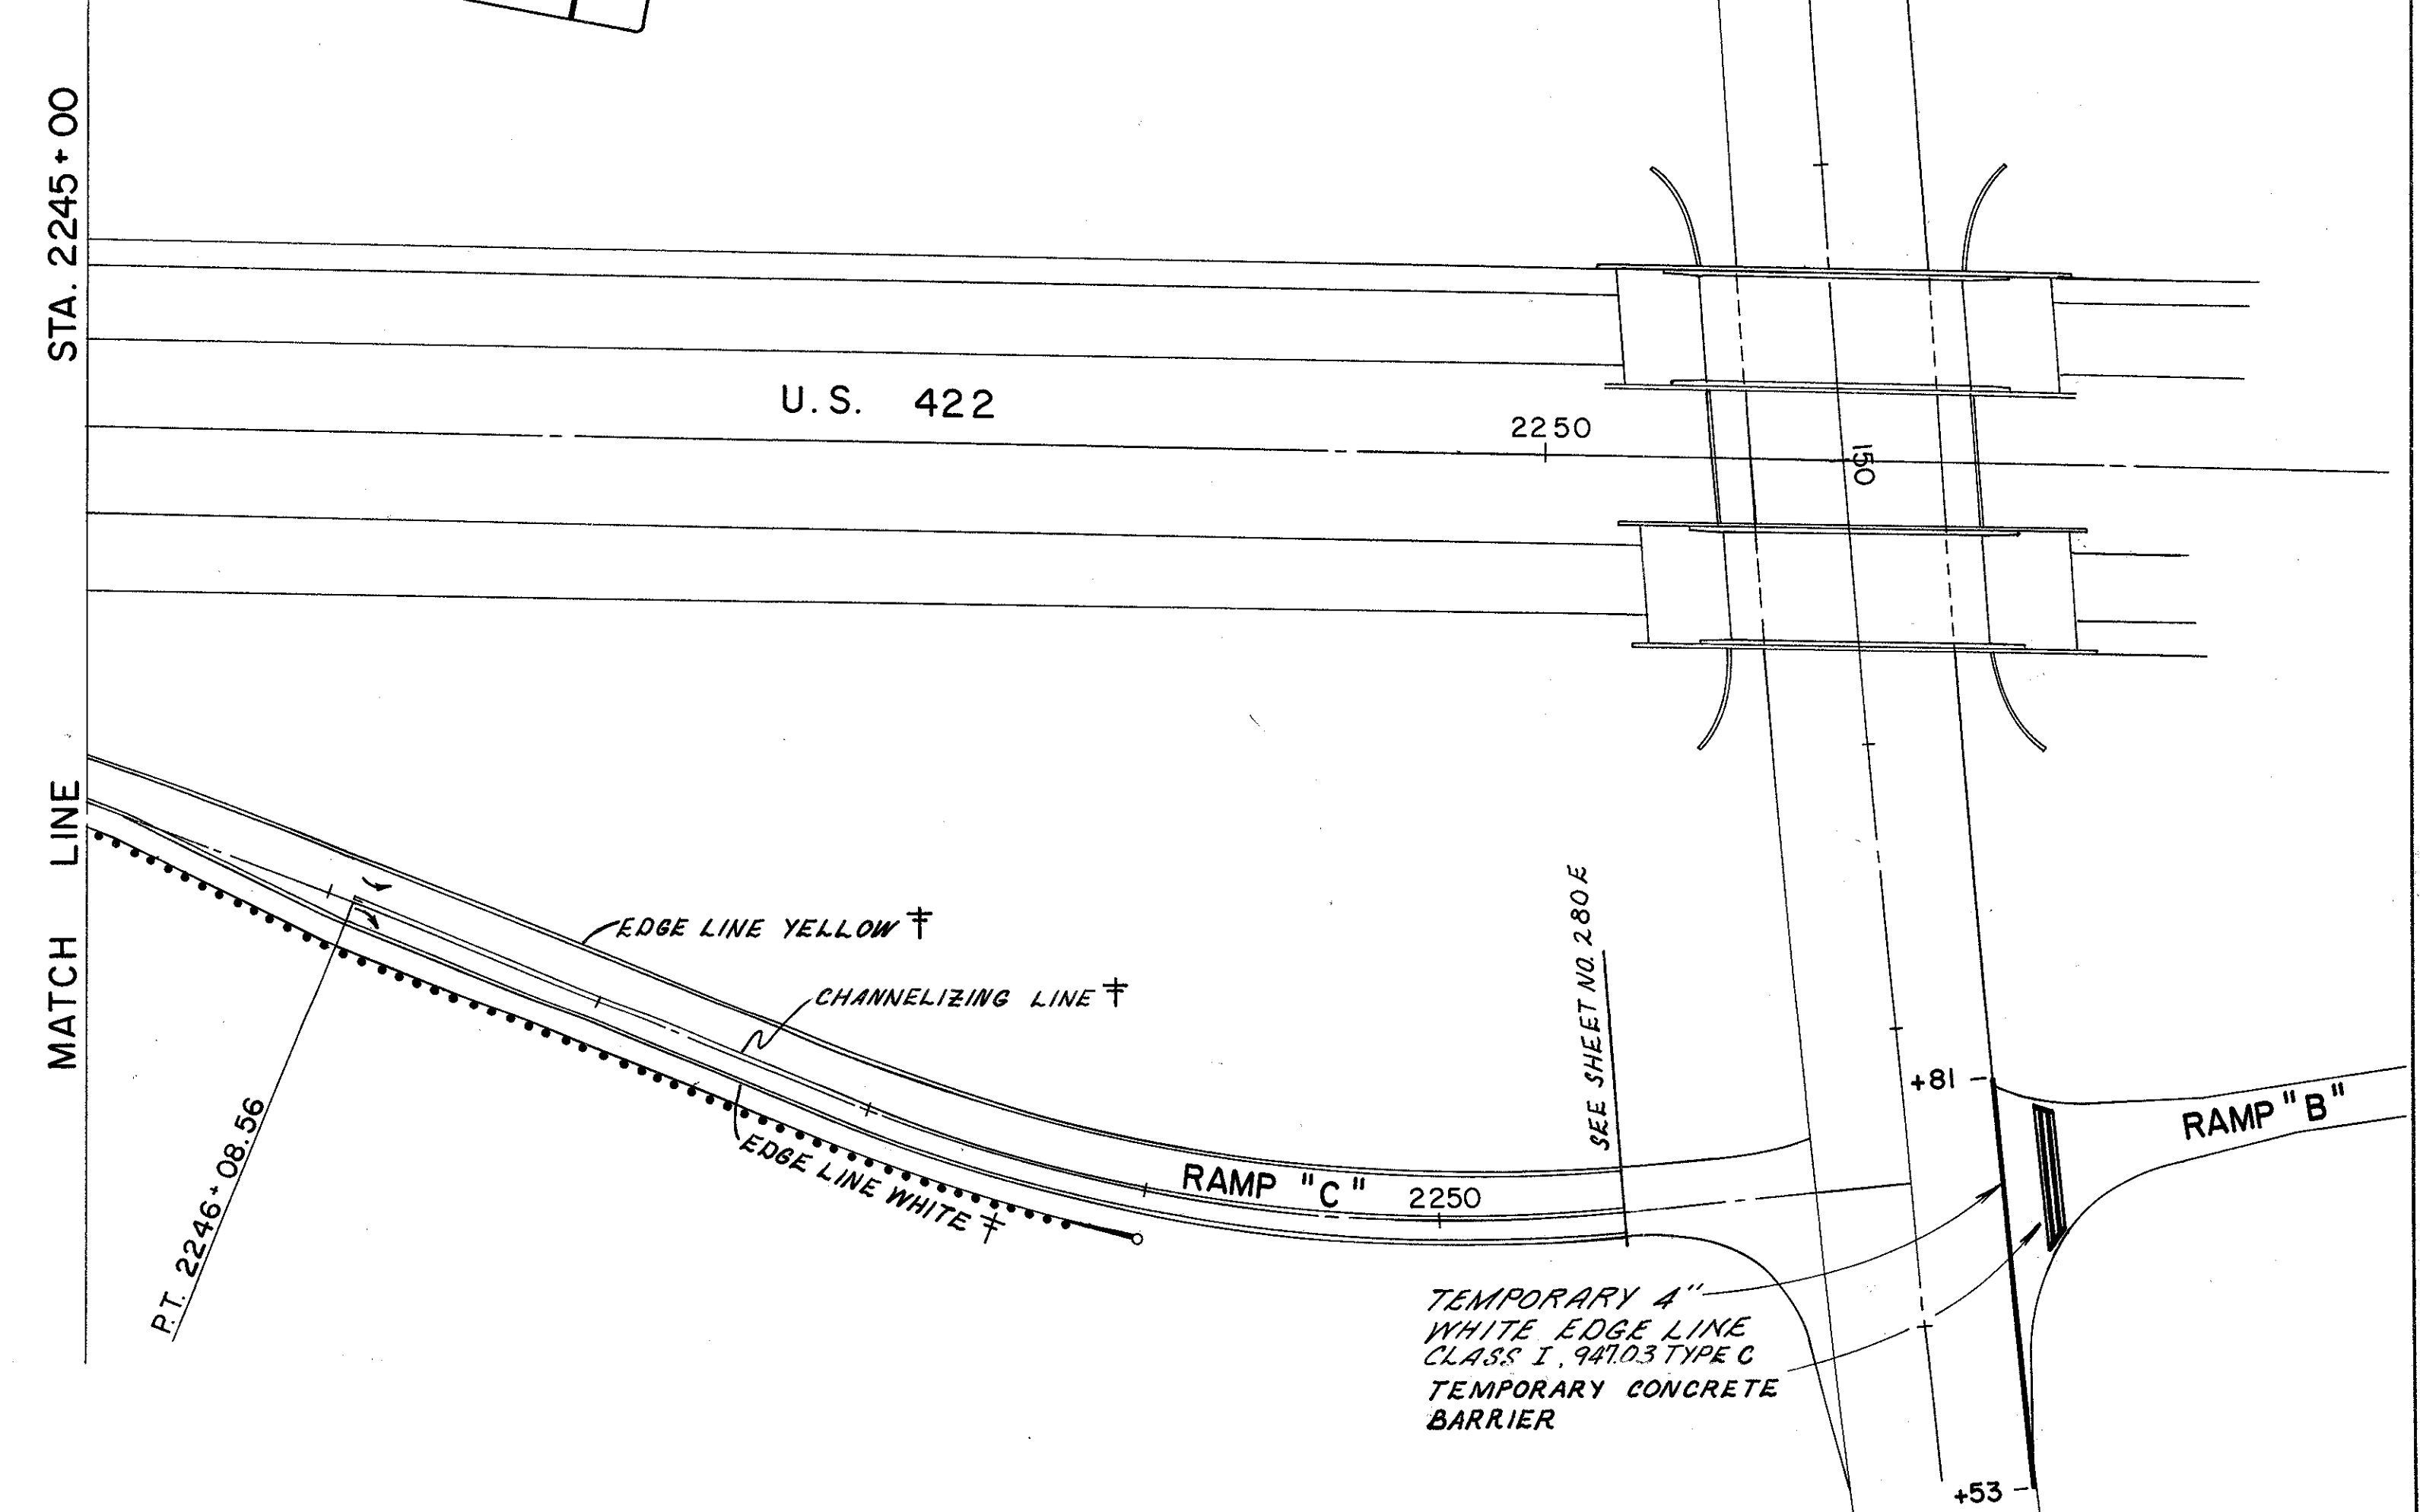 STA. 2245+00
MATCH LINE
U.S. 422
2250
150
EDGE LINE YELLOW ‡
CHANNELIZING LINE ‡
EDGE LINE WHITE ‡
P.T. 2246+08.56
RAMP "C"
2250
SEE SHEET NO. 280E
+81
RAMP "B"
TEMPORARY 4"
WHITE EDGE LINE
CLASS I, 947.03 TYPE C
TEMPORARY CONCRETE
BARRIER
+53